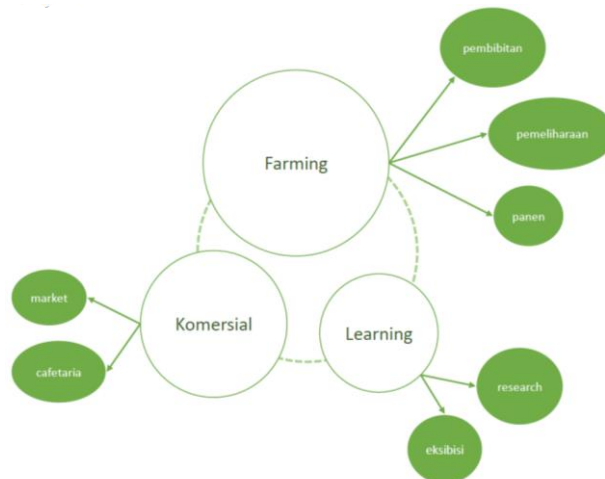 pembibitan
Farming
pemeliharaan
panen
market
Komersial
Learning
cafetaria
research
eksibisi